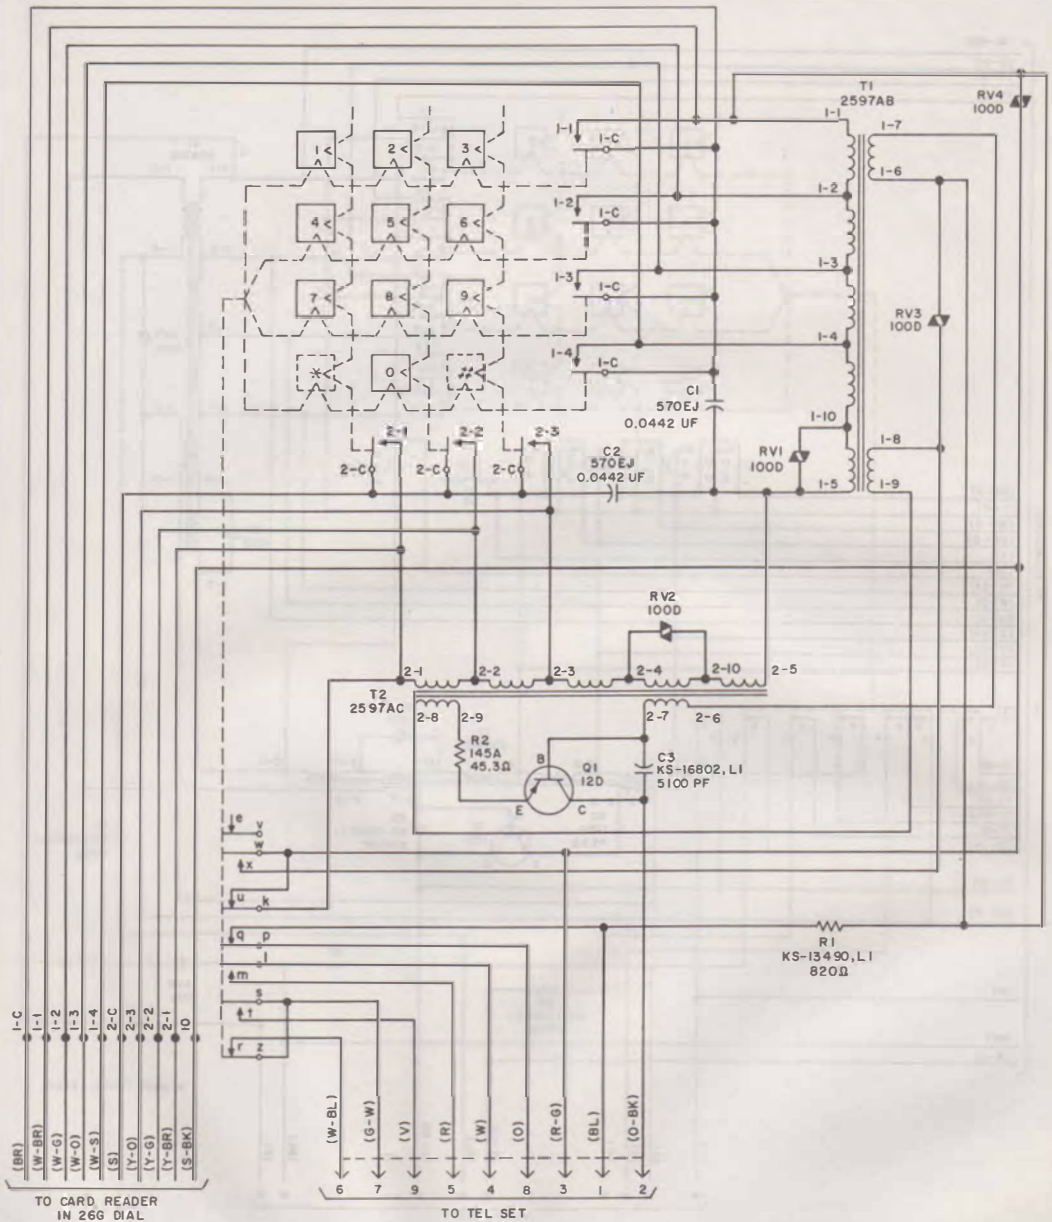 T1
2597AB
RV4
100D
1-1
1-7
1-1
1-C
1 <
2 <
3 <
1-6
1-2
1-2
1-C
4 <
5 <
6 <
1-3
1-3
1-C
7 <
8 <
9 <
RV3
100D
1-4
1-4
1-C
* <
0 <
# <
C1
570EJ
0.0442 UF
1-10
2-1
2-2
2-3
1-8
RV1
100D
C2
570EJ
0.0442 UF
2-C
2-C
2-C
1-5
1-9
RV2
100D
2-1
2-2
2-3
2-4
2-10
2-5
T2
2597AC
2-8
2-9
2-7
2-6
R2
145A
45.3Ω
B
Q1
12D
E
C
C3
KS-16802, L1
5100 PF
e
v
w
x
u
k
q
p
l
m
R1
KS-13490, L1
820Ω
s
t
r
z
1-C
1-1
1-2
1-3
1-4
2-C
2-3
2-2
2-1
10
(BR)
(W-BR)
(W-G)
(W-O)
(W-S)
(S)
(Y-O)
(Y-G)
(Y-BR)
(S-BK)
(W-BL)
(G-W)
(V)
(R)
(W)
(O)
(R-G)
(BL)
(O-BK)
6
7
9
5
4
8
3
1
2
TO CARD READER
IN 26G DIAL
TO TEL SET